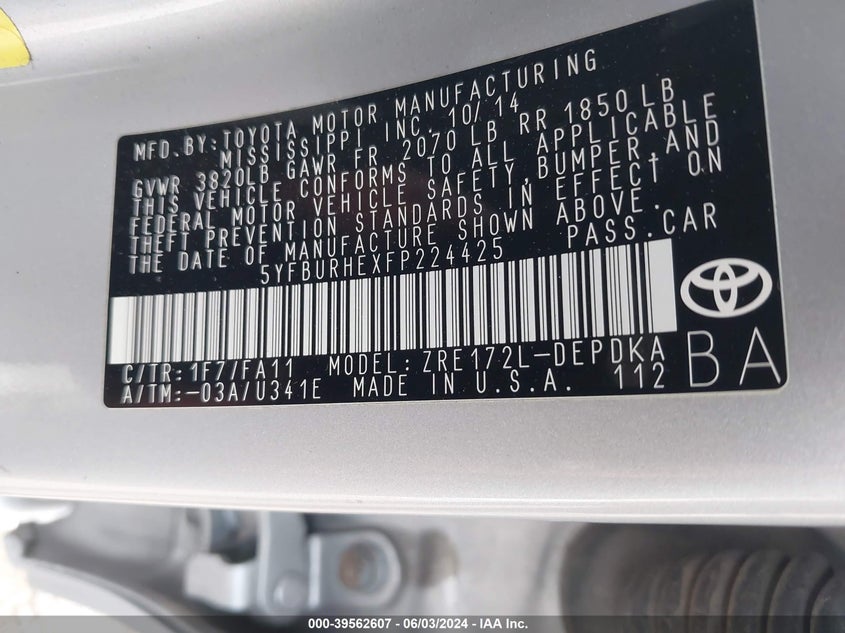 MFD. BY: TOYOTA MOTOR MANUFACTURING
MISSISSIPPI INC. 10/14
GVWR 3820LB GAWR FR 2070 LB RR 1850 LB
THIS VEHICLE CONFORMS TO ALL APPLICABLE
FEDERAL MOTOR VEHICLE SAFETY, BUMPER, AND
THEFT PREVENTION STANDARDS IN EFFECT ON
THE DATE OF MANUFACTURE SHOWN ABOVE.
5YFBURHEXFP224425 PASS. CAR
C/TR: 1F7/FA11 MODEL: ZRE172L-DEPDKA
A/TM: -03A/U341E MADE IN U.S.A. 112
BA
000-39562607 - 06/03/2024 - IAA Inc.